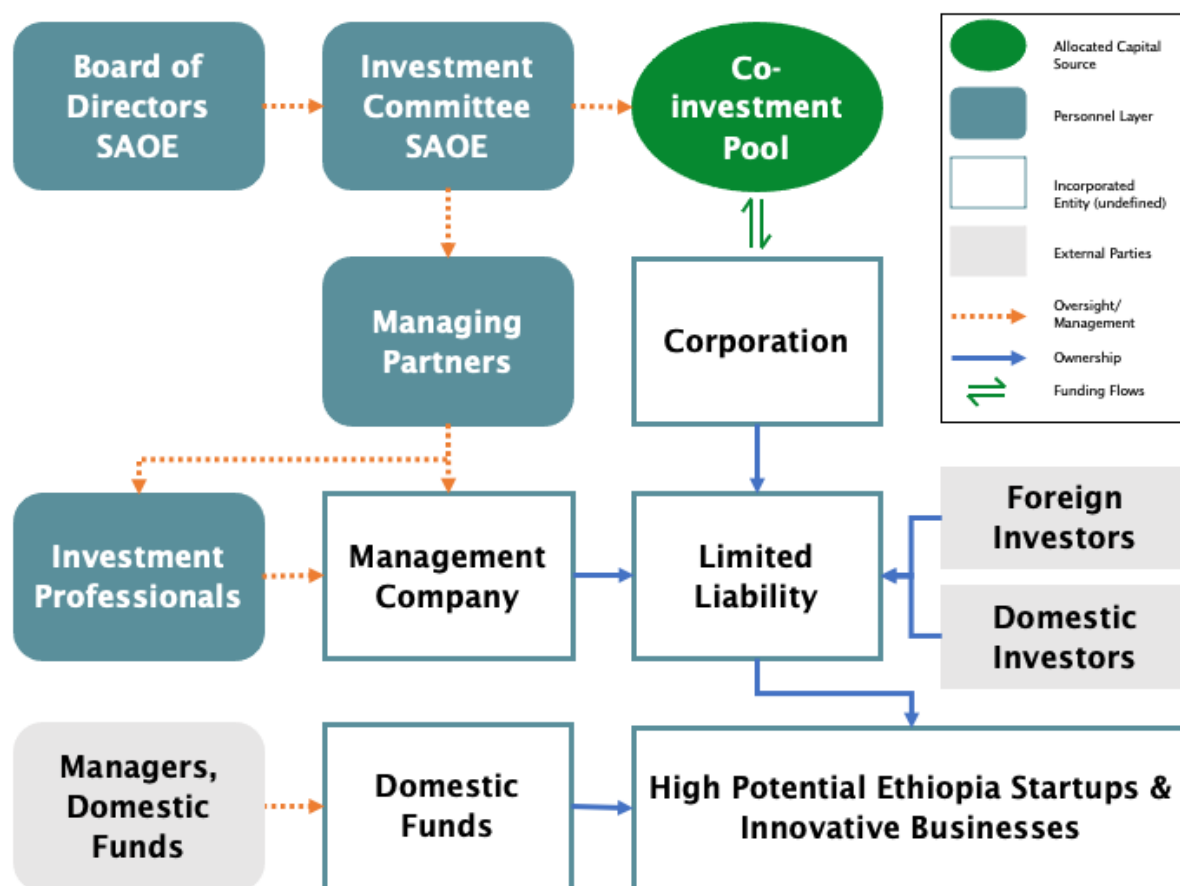 Board of
Directors
SAOE
Investment
Committee
SAOE
Co-
investment
Pool
Allocated Capital
Source
Personnel Layer
Incorporated
Entity (undefined)
External Parties
Oversight/
Management
Ownership
Funding Flows
Managing
Partners
Corporation
Investment
Professionals
Management
Company
Limited
Liability
Foreign
Investors
Domestic
Investors
Managers,
Domestic
Funds
Domestic
Funds
High Potential Ethiopia Startups &
Innovative Businesses